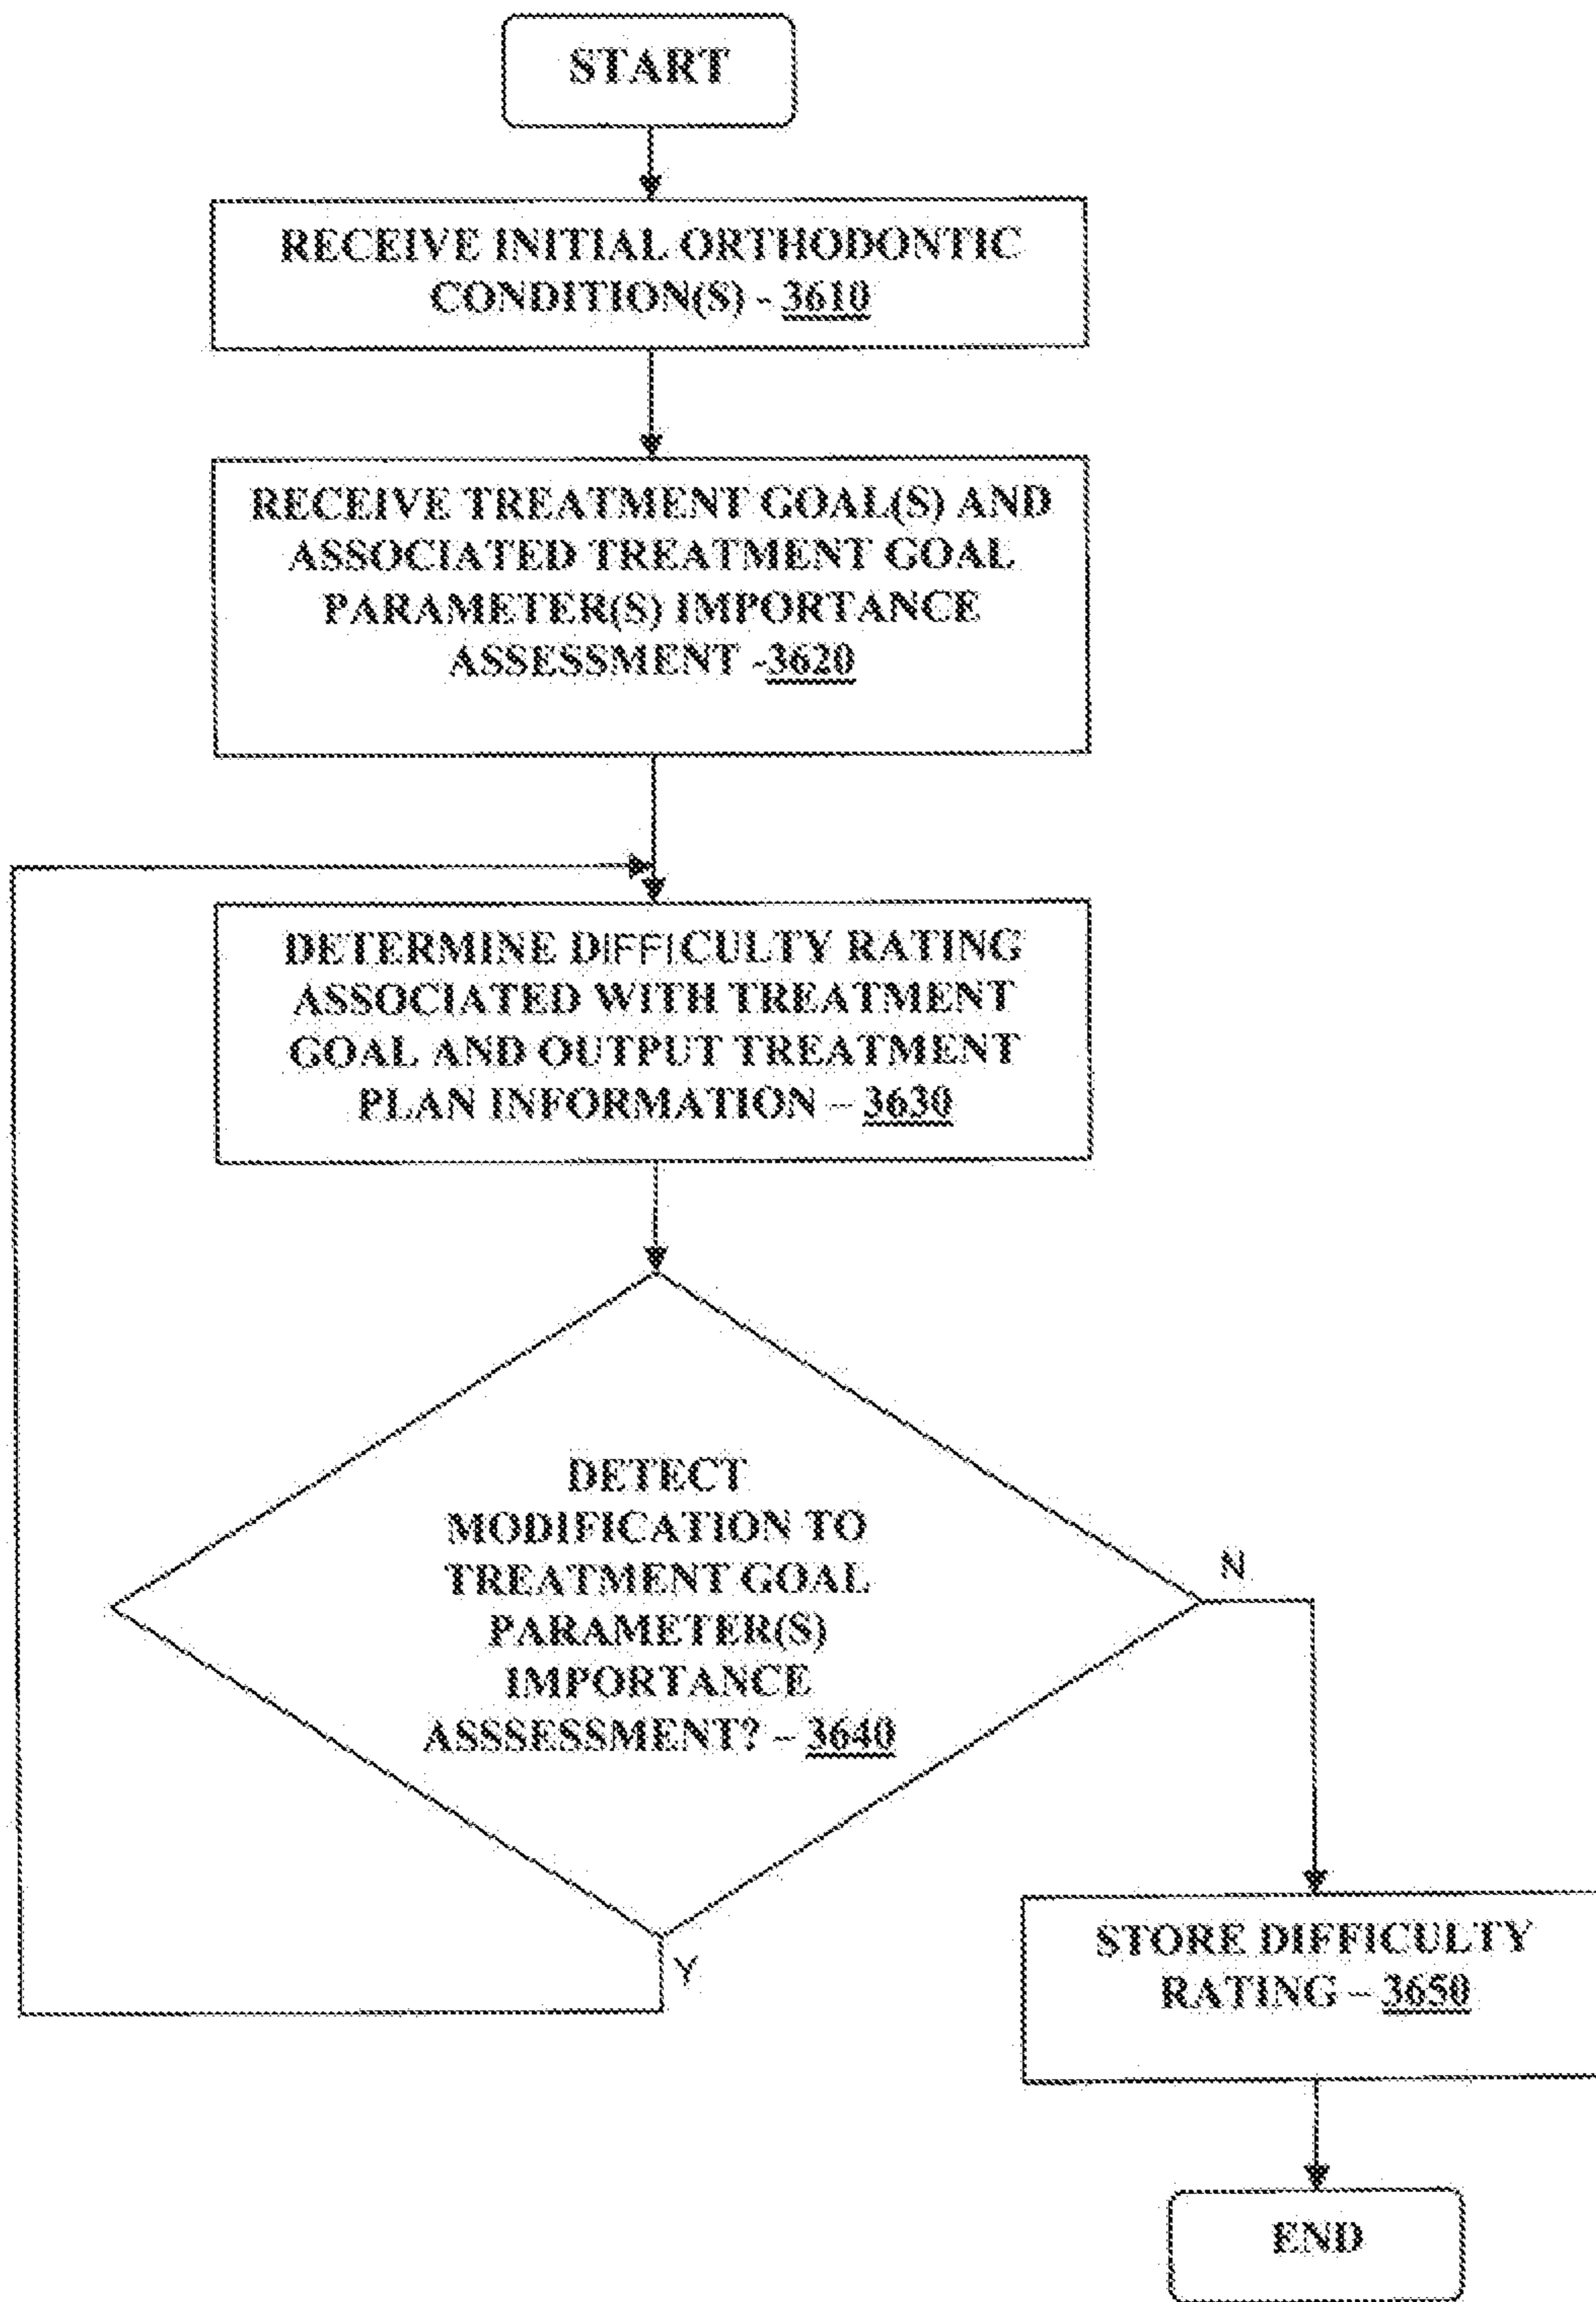 START
RECEIVE INITIAL ORTHODONTIC
CONDITION(S) - 3610
RECEIVE TREATMENT GOAL(S) AND
ASSOCIATED TREATMENT GOAL
PARAMETER(S) IMPORTANCE
ASSESSMENT -3620
DETERMINE DIFFICULTY RATING
ASSOCIATED WITH TREATMENT
GOAL AND OUTPUT TREATMENT
PLAN INFORMATION – 3630
DETECT
MODIFICATION TO
TREATMENT GOAL
PARAMETER(S)
IMPORTANCE
ASSSESSMENT? – 3640
N
Y
STORE DIFFICULTY
RATING – 3650
END